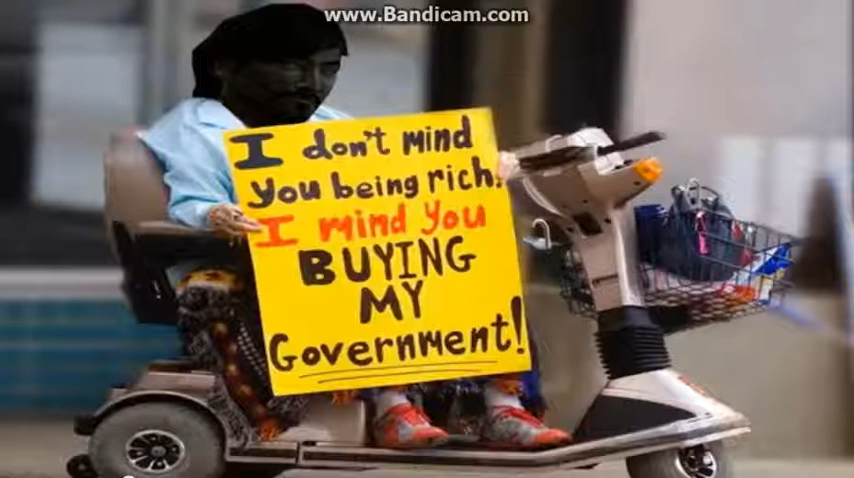 www.Bandicam.com
I don't mind
you being rich.
I mind you
BUYING
MY
Government!